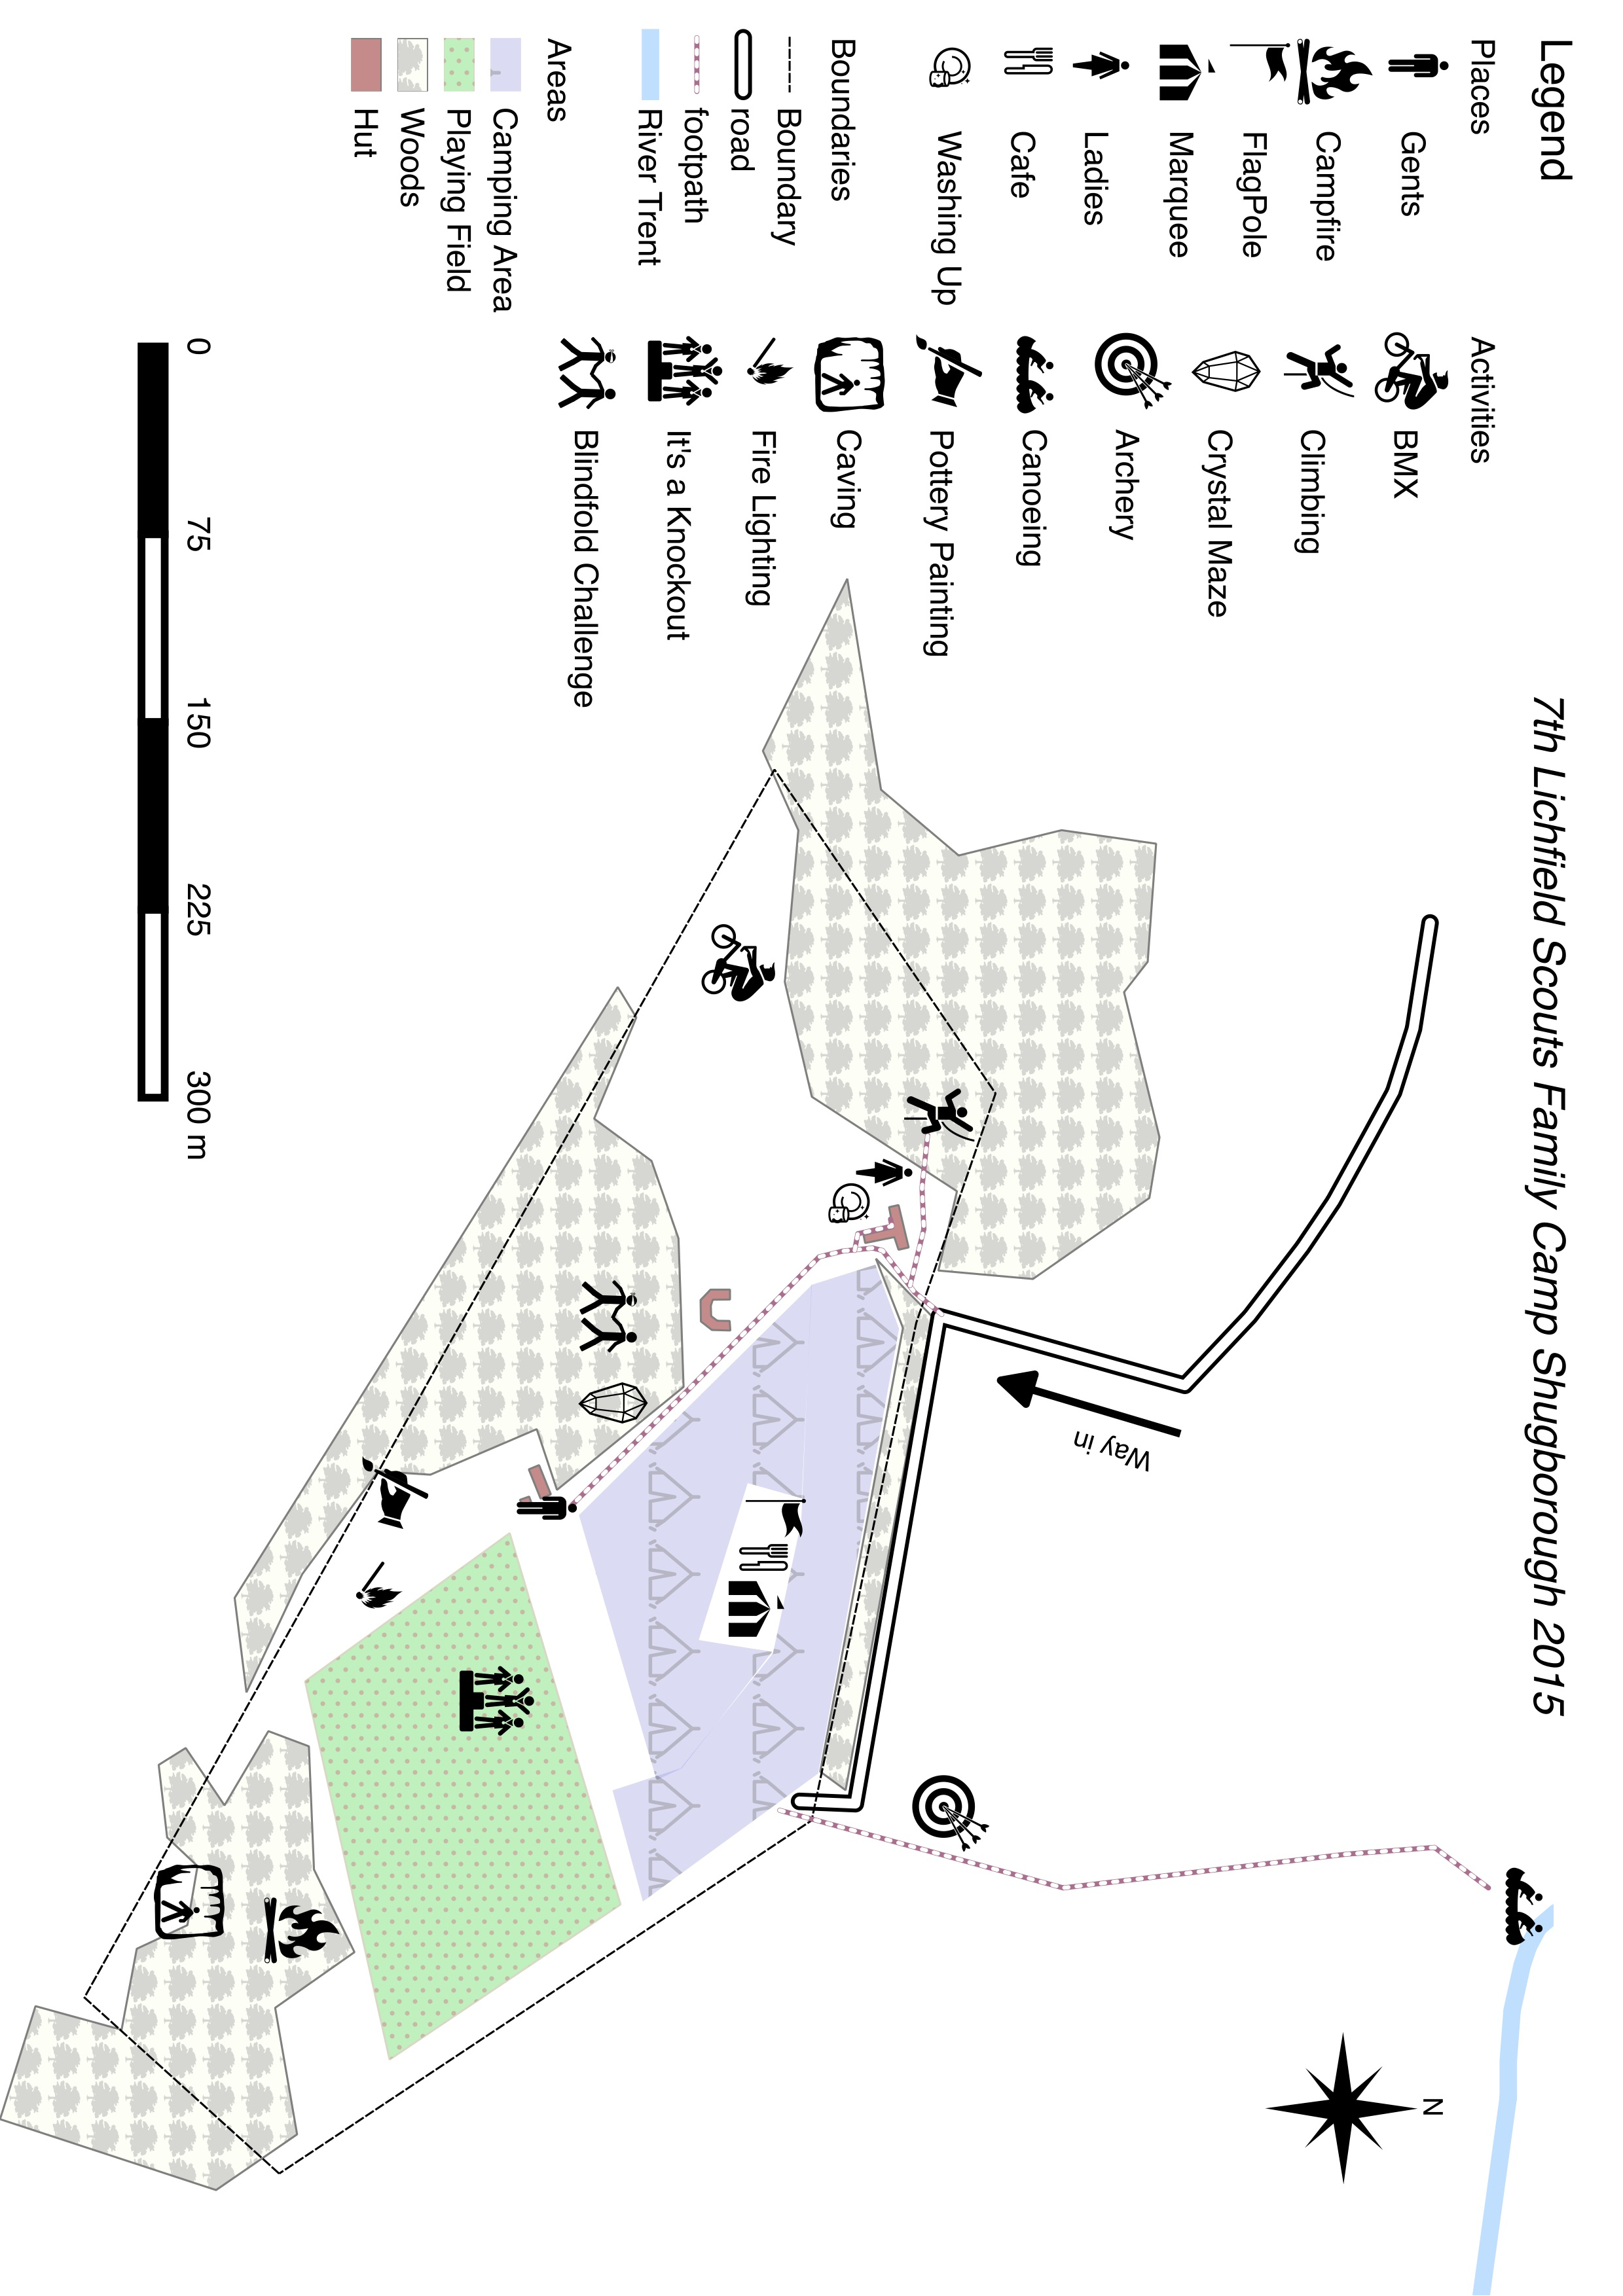 7th Lichfield Scouts Family Camp Shugborough 2015
Legend
Places
Gents
Campfire
FlagPole
Marquee
Ladies
Cafe
Washing Up
Boundaries
Boundary
road
footpath
River Trent
Areas
Camping Area
Playing Field
Woods
Hut
Activities
BMX
Climbing
Crystal Maze
Archery
Canoeing
Pottery Painting
Caving
Fire Lighting
It's a Knockout
Blindfold Challenge
Way in
N
0 75 150 225 300 m